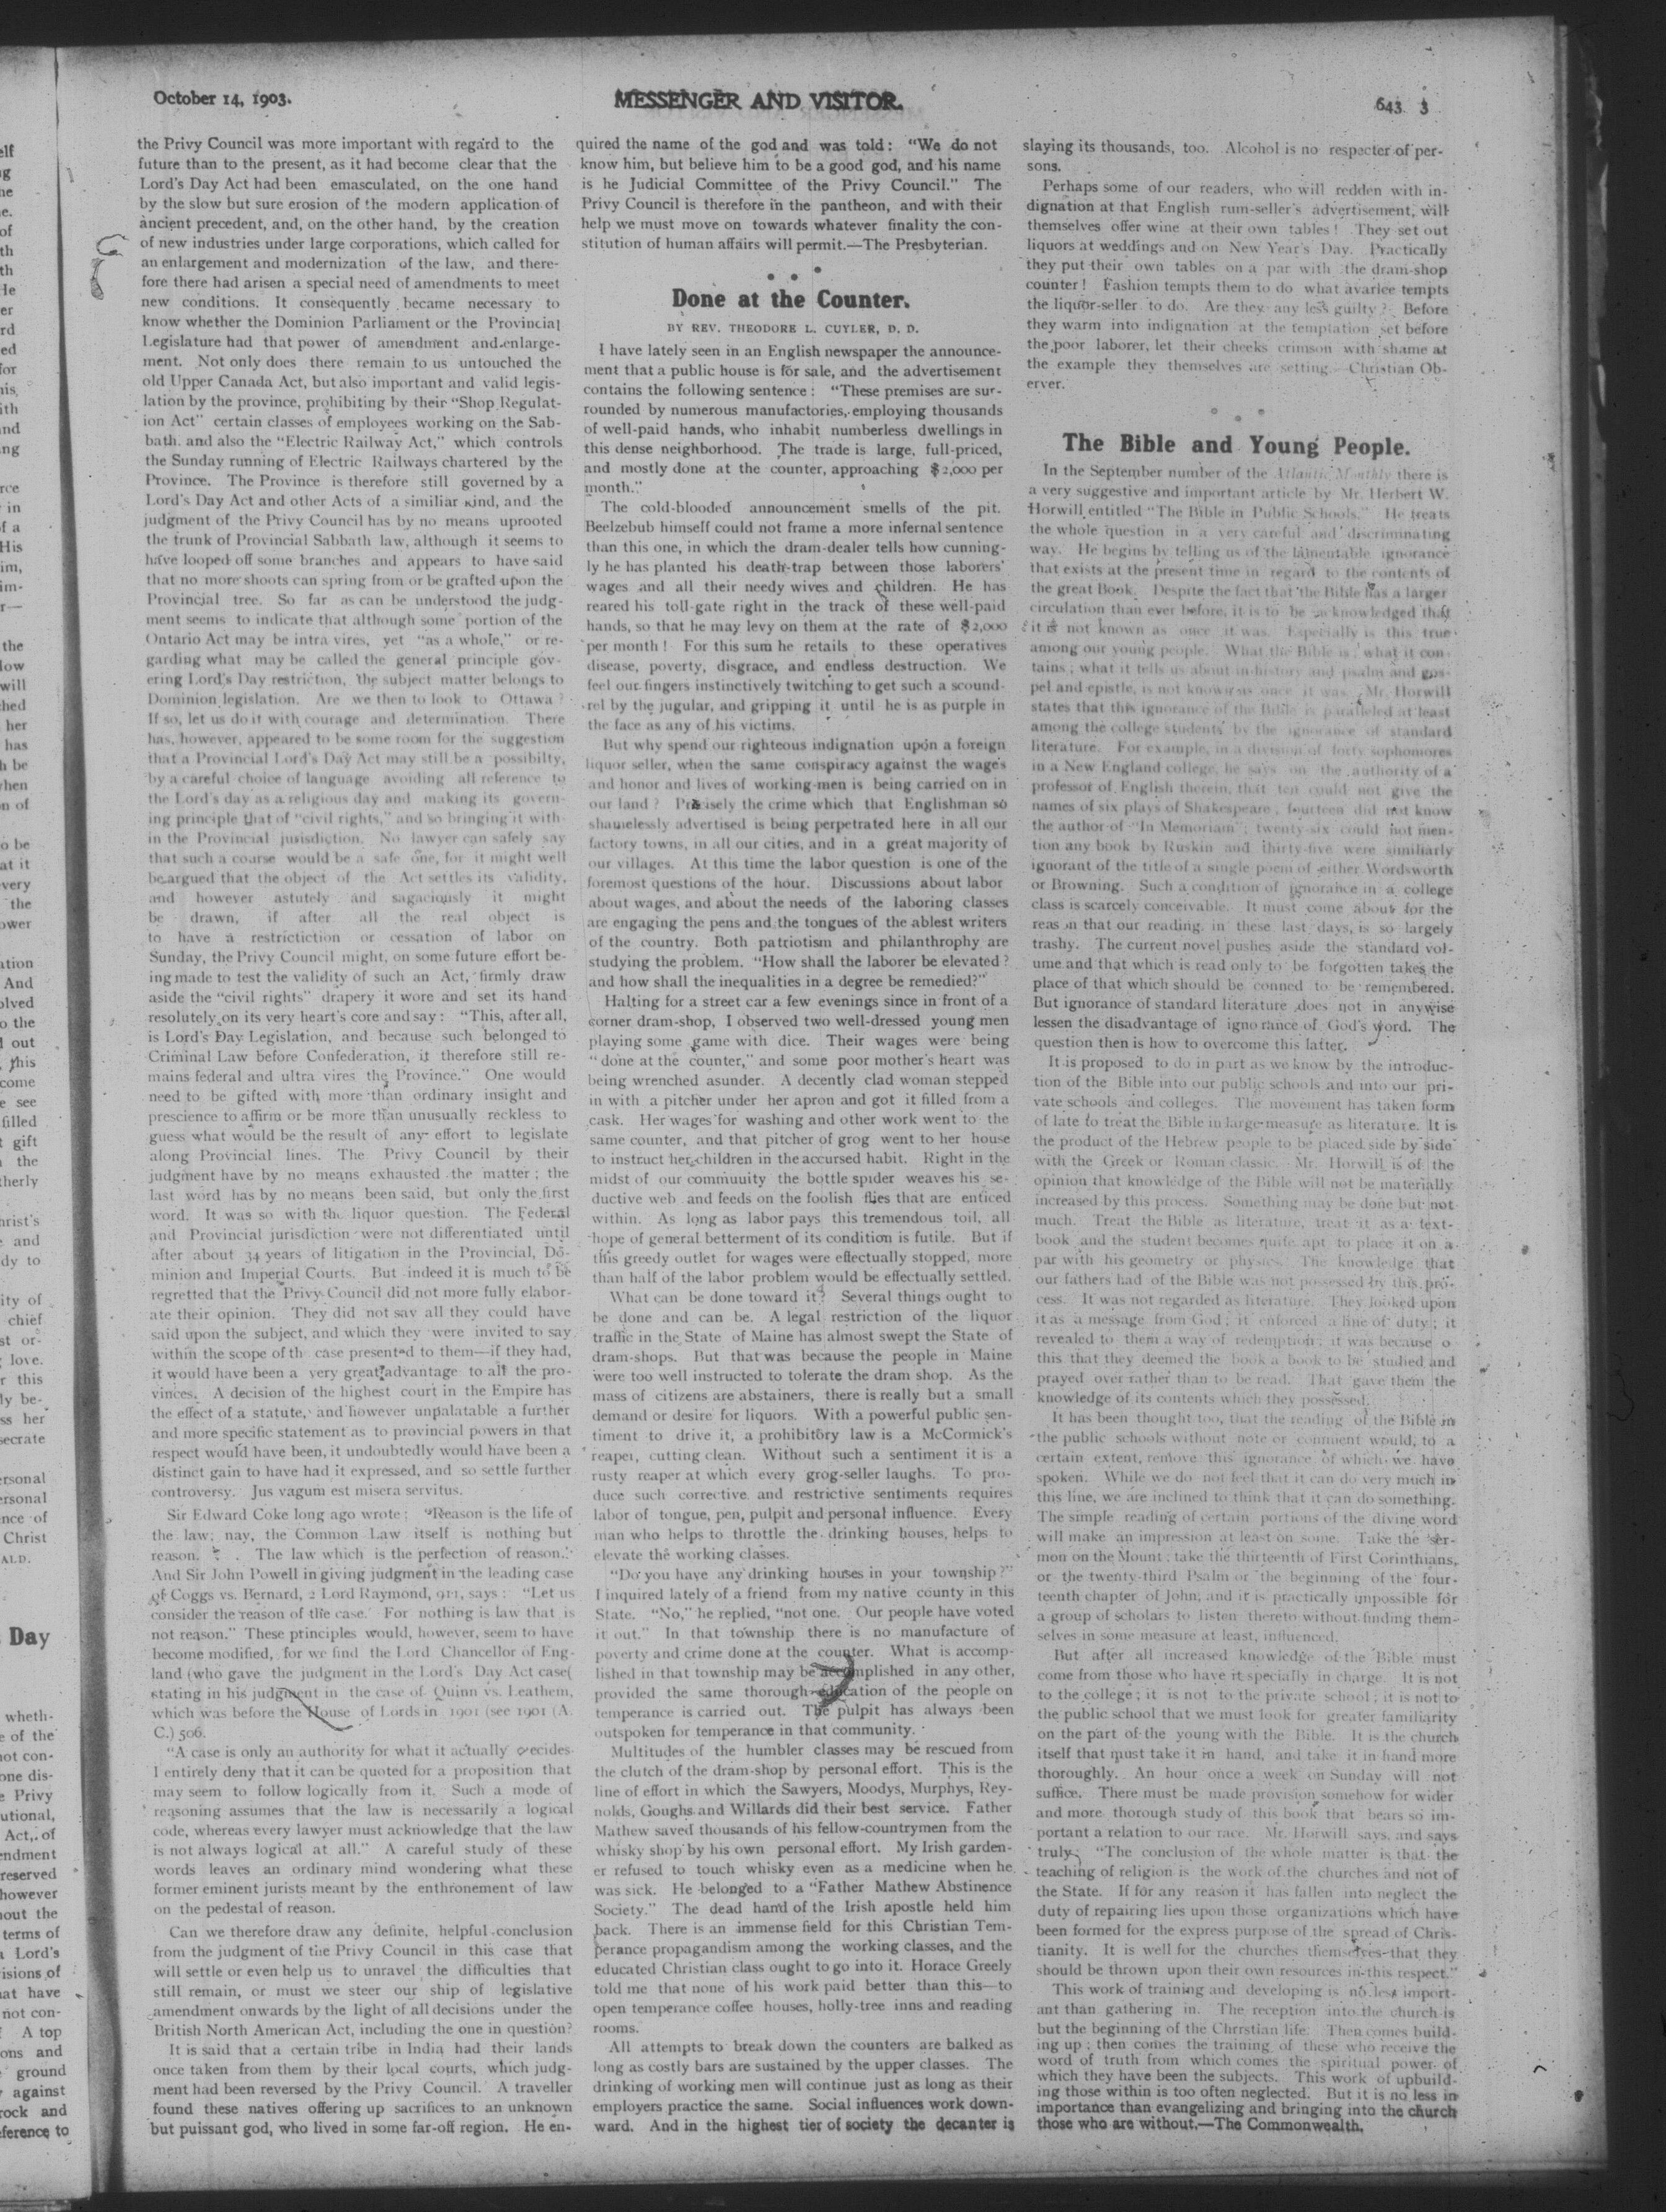 October 14, 1903.
MESSENGER AND VISITOR.
643 3
the Privy Council was more important with regard to the
future than to the present, as it had become clear that the
Lord's Day Act had been emasculated, on the one hand
by the slow but sure erosion of the modern application of
ancient precedent, and, on the other hand, by the creation
of new industries under large corporations, which called for
an enlargement and modernization of the law, and there-
fore there had arisen a special need of amendments to meet
new conditions. It consequently became necessary to
know whether the Dominion Parliament or the Provincial
Legislature had that power of amendment and enlarge-
ment. Not only does there remain to us untouched the
old Upper Canada Act, but also important and valid legis-
lation by the province, prohibiting by their "Shop Regulat-
ion Act" certain classes of employees working on the Sab-
bath. and also the "Electric Railway Act," which controls
the Sunday running of Electric Railways chartered by the
Province. The Province is therefore still governed by a
Lord's Day Act and other Acts of a similiar kind, and the
judgment of the Privy Council has by no means uprooted
the trunk of Provincial Sabbath law, although it seems to
have looped off some branches and appears to have said
that no more shoots can spring from or be grafted upon the
Provincial tree. So far as can be understood the judg-
ment seems to indicate that although some portion of the
Ontario Act may be intra vires, yet "as a whole," or re-
garding what may be called the general principle gov-
ering Lord's Day restriction, the subject matter belongs to
Dominion legislation. Are we then to look to Ottawa?
If so, let us do it with courage and determination. There
has, however, appeared to be some room for the suggestion
that a Provincial Lord's Day Act may still be a possibilty,
by a careful choice of language avoiding all reference to
the Lord's day as a religious day and making its govern-
ing principle that of "civil rights," and so bringing it with-
in the Provincial jusisdiction. No lawyer can safely say
that such a coarse would be a safe one, for it might well
be argued that the object of the Act settles its validity,
and however astutely and sagaciously it might
be drawn, if after all the real object is
to have a restrictiction or cessation of labor on
Sunday, the Privy Council might, on some future effort be-
ing made to test the validity of such an Act, firmly draw
aside the "civil rights" drapery it wore and set its hand
resolutely on its very heart's core and say: "This, after all,
is Lord's Day Legislation, and because such belonged to
Criminal Law before Confederation, it therefore still re-
mains federal and ultra vires the Province." One would
need to be gifted with more than ordinary insight and
prescience to affirm or be more than unusually reckless to
guess what would be the result of any effort to legislate
along Provincial lines. The Privy Council by their
judgment have by no means exhausted the matter; the
last word has by no means been said, but only the first
word. It was so with the liquor question. The Federal
and Provincial jurisdiction were not differentiated until
after about 34 years of litigation in the Provincial, Do-
minion and Imperial Courts. But indeed it is much to be
regretted that the Privy Council did not more fully elabor-
ate their opinion. They did not say all they could have
said upon the subject, and which they were invited to say
within the scope of th case presented to them—if they had,
it would have been a very great advantage to all the pro-
vinces. A decision of the highest court in the Empire has
the effect of a statute, and however unpalatable a further
and more specific statement as to provincial powers in that
respect would have been, it undoubtedly would have been a
distinct gain to have had it expressed, and so settle further
controversy. Jus vagum est misera servitus.
Sir Edward Coke long ago wrote: "Reason is the life of
the law; nay, the Common Law itself is nothing but
reason. . . The law which is the perfection of reason."
And Sir John Powell in giving judgment in the leading case
of Coggs vs. Bernard, 2 Lord Raymond, 911, says: "Let us
consider the reason of the case. For nothing is law that is
not reason." These principles would, however, seem to have
become modified, for we find the Lord Chancellor of Eng-
land (who gave the judgment in the Lord's Day Act case(
stating in his judgment in the case of Quinn vs. Leathem,
which was before the House of Lords in 1901 (see 1901 (A.
C.) 506.
"A case is only an authority for what it actually decides.
I entirely deny that it can be quoted for a proposition that
may seem to follow logically from it. Such a mode of
reasoning assumes that the law is necessarily a logical
code, whereas every lawyer must acknowledge that the law
is not always logical at all." A careful study of these
words leaves an ordinary mind wondering what these
former eminent jurists meant by the enthronement of law
on the pedestal of reason.
Can we therefore draw any definite, helpful conclusion
from the judgment of the Privy Council in this case that
will settle or even help us to unravel the difficulties that
still remain, or must we steer our ship of legislative
amendment onwards by the light of all decisions under the
British North American Act, including the one in question?
It is said that a certain tribe in India had their lands
once taken from them by their local courts, which judg-
ment had been reversed by the Privy Council. A traveller
found these natives offering up sacrifices to an unknown
but puissant god, who lived in some far-off region. He en-
quired the name of the god and was told: "We do not
know him, but believe him to be a good god, and his name
is he Judicial Committee of the Privy Council." The
Privy Council is therefore in the pantheon, and with their
help we must move on towards whatever finality the con-
stitution of human affairs will permit.—The Presbyterian.
Done at the Counter.
BY REV. THEODORE L. CUYLER, D. D.
I have lately seen in an English newspaper the announce-
ment that a public house is for sale, and the advertisement
contains the following sentence: "These premises are sur-
rounded by numerous manufactories, employing thousands
of well-paid hands, who inhabit numberless dwellings in
this dense neighborhood. The trade is large, full-priced,
and mostly done at the counter, approaching $2,000 per
month."
The cold-blooded announcement smells of the pit.
Beelzebub himself could not frame a more infernal sentence
than this one, in which the dram-dealer tells how cunning-
ly he has planted his death-trap between those laborers'
wages and all their needy wives and children. He has
reared his toll-gate right in the track of these well-paid
hands, so that he may levy on them at the rate of $2,000
per month! For this sum he retails to these operatives
disease, poverty, disgrace, and endless destruction. We
feel our fingers instinctively twitching to get such a scound-
rel by the jugular, and gripping it until he is as purple in
the face as any of his victims.
But why spend our righteous indignation upon a foreign
liquor seller, when the same conspiracy against the wages
and honor and lives of working-men is being carried on in
our land? Precisely the crime which that Englishman so
shamelessly advertised is being perpetrated here in all our
factory towns, in all our cities, and in a great majority of
our villages. At this time the labor question is one of the
foremost questions of the hour. Discussions about labor
about wages, and about the needs of the laboring classes
are engaging the pens and the tongues of the ablest writers
of the country. Both patriotism and philanthrophy are
studying the problem. "How shall the laborer be elevated?
and how shall the inequalities in a degree be remedied?"
Halting for a street car a few evenings since in front of a
corner dram-shop, I observed two well-dressed young men
playing some game with dice. Their wages were being
"done at the counter," and some poor mother's heart was
being wrenched asunder. A decently clad woman stepped
in with a pitcher under her apron and got it filled from a
cask. Her wages for washing and other work went to the
same counter, and that pitcher of grog went to her house
to instruct her children in the accursed habit. Right in the
midst of our commuuity the bottle spider weaves his se-
ductive web and feeds on the foolish flies that are enticed
within. As long as labor pays this tremendous toil, all
hope of general betterment of its condition is futile. But if
this greedy outlet for wages were effectually stopped, more
than half of the labor problem would be effectually settled.
What can be done toward it? Several things ought to
be done and can be. A legal restriction of the liquor
traffic in the State of Maine has almost swept the State of
dram-shops. But that was because the people in Maine
were too well instructed to tolerate the dram shop. As the
mass of citizens are abstainers, there is really but a small
demand or desire for liquors. With a powerful public sen-
timent to drive it, a prohibitory law is a McCormick's
reaper, cutting clean. Without such a sentiment it is a
rusty reaper at which every grog-seller laughs. To pro-
duce such corrective and restrictive sentiments requires
labor of tongue, pen, pulpit and personal influence. Every
man who helps to throttle the drinking houses, helps to
elevate the working classes.
"Do you have any drinking houses in your township?"
I inquired lately of a friend from my native county in this
State. "No," he replied, "not one. Our people have voted
it out." In that township there is no manufacture of
poverty and crime done at the counter. What is accomp-
lished in that township may be accomplished in any other,
provided the same thorough education of the people on
temperance is carried out. The pulpit has always been
outspoken for temperance in that community.
Multitudes of the humbler classes may be rescued from
the clutch of the dram-shop by personal effort. This is the
line of effort in which the Sawyers, Moodys, Murphys, Rey-
nolds, Goughs and Willards did their best service. Father
Mathew saved thousands of his fellow-countrymen from the
whisky shop by his own personal effort. My Irish garden-
er refused to touch whisky even as a medicine when he
was sick. He belonged to a "Father Mathew Abstinence
Society." The dead hand of the Irish apostle held him
back. There is an immense field for this Christian Tem-
perance propagandism among the working classes, and the
educated Christian class ought to go into it. Horace Greely
told me that none of his work paid better than this—to
open temperance coffee houses, holly-tree inns and reading
rooms.
All attempts to break down the counters are balked as
long as costly bars are sustained by the upper classes. The
drinking of working men will continue just as long as their
employers practice the same. Social influences work down-
ward. And in the highest tier of society the decanter is
slaying its thousands, too. Alcohol is no respecter of per-
sons.
Perhaps some of our readers, who will redden with in-
dignation at that English rum-seller's advertisement, will
themselves offer wine at their own tables! They set out
liquors at weddings and on New Year's Day. Practically
they put their own tables on a par with the dram-shop
counter! Fashion tempts them to do what avarice tempts
the liquor-seller to do. Are they any less guilty? Before
they warm into indignation at the temptation set before
the poor laborer, let their cheeks crimson with shame at
the example they themselves are setting.—Christian Ob-
erver.
The Bible and Young People.
In the September number of the Atlantic Monthly there is
a very suggestive and important article by Mr. Herbert W.
Horwill entitled "The Bible in Public Schools." He treats
the whole question in a very careful and discriminating
way. He begins by telling us of the lamentable ignorance
that exists at the present time in regard to the contents of
the great Book. Despite the fact that the Bible has a larger
circulation than ever before, it is to be acknowledged that
it is not known as once it was. Especially is this true
among our young people. What the Bible is, what it con-
tains; what it tells us about in history and psalm and gos-
pel and epistle, is not known as once it was. Mr. Horwill
states that this ignorance of the Bible is paralleled at least
among the college students by the ignorance of standard
literature. For example, in a division of forty sophomores
in a New England college, he says on the authority of a
professor of English therein, that ten could not give the
names of six plays of Shakespeare; fourteen did not know
the author of "In Memoriam"; twenty-six could not men-
tion any book by Ruskin and thirty-five were similiarly
ignorant of the title of a single poem of either Wordsworth
or Browning. Such a condition of ignorance in a college
class is scarcely conceivable. It must come about for the
reason that our reading, in these last days, is so largely
trashy. The current novel pushes aside the standard vol-
ume and that which is read only to be forgotten takes the
place of that which should be conned to be remembered.
But ignorance of standard literature does not in anywise
lessen the disadvantage of ignorance of God's word. The
question then is how to overcome this latter.
It is proposed to do in part as we know by the introduc-
tion of the Bible into our public schools and into our pri-
vate schools and colleges. The movement has taken form
of late to treat the Bible in large measure as literature. It is
the product of the Hebrew people to be placed side by side
with the Greek or Roman classic. Mr. Horwill is of the
opinion that knowledge of the Bible will not be materially
increased by this process. Something may be done but not
much. Treat the Bible as literature, treat it as a text-
book and the student becomes quite apt to place it on a
par with his geometry or physics. The knowledge that
our fathers had of the Bible was not possessed by this pro-
cess. It was not regarded as literature. They looked upon
it as a message from God; it enforced a line of duty; it
revealed to them a way of redemption; it was because o
this that they deemed the book a book to be studied and
prayed over rather than to be read. That gave them the
knowledge of its contents which they possessed.
It has been thought too, that the reading of the Bible in
the public schools without note or comment would, to a
certain extent, remove this ignorance of which we have
spoken. While we do not feel that it can do very much in
this line, we are inclined to think that it can do something.
The simple reading of certain portions of the divine word
will make an impression at least on some. Take the ser-
mon on the Mount; take the thirteenth of First Corinthians,
or the twenty-third Psalm or the beginning of the four-
teenth chapter of John, and it is practically impossible for
a group of scholars to listen thereto without finding them-
selves in some measure at least, influenced.
But after all increased knowledge of the Bible must
come from those who have it specially in charge. It is not
to the college; it is not to the private school; it is not to
the public school that we must look for greater familiarity
on the part of the young with the Bible. It is the church
itself that must take it in hand, and take it in hand more
thoroughly. An hour once a week on Sunday will not
suffice. There must be made provision somehow for wider
and more thorough study of this book that bears so im-
portant a relation to our race. Mr. Horwill says, and says
truly, "The conclusion of the whole matter is that the
teaching of religion is the work of the churches and not of
the State. If for any reason it has fallen into neglect the
duty of repairing lies upon those organizations which have
been formed for the express purpose of the spread of Chris-
tianity. It is well for the churches themselves that they
should be thrown upon their own resources in this respect."
This work of training and developing is no less import-
ant than gathering in. The reception into the church is
but the beginning of the Chrrstian life. Then comes build-
ing up; then comes the training of these who receive the
word of truth from which comes the spiritual power of
which they have been the subjects. This work of upbuild-
ing those within is too often neglected. But it is no less in
importance than evangelizing and bringing into the church
those who are without.—The Commonwealth.